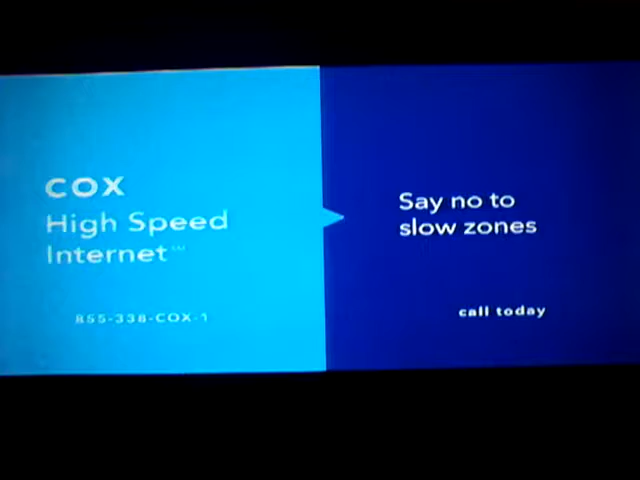 COX
High Speed
Internet℠
855-338-COX-1
Say no to
slow zones
call today